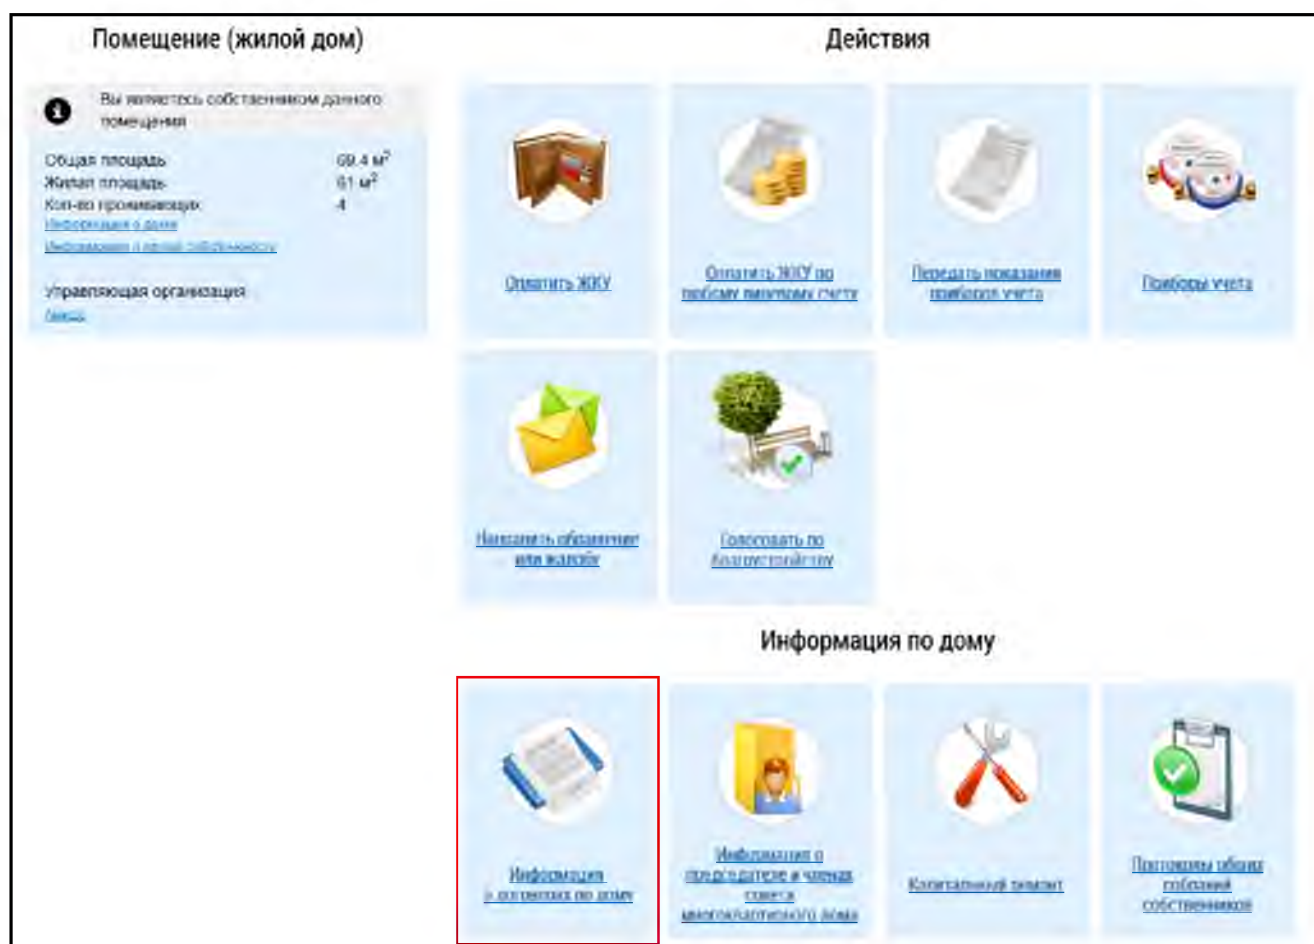 Помещение (жилой дом)
Действия
Вы являетесь собственником данного
помещения
Общая площадь 69.4 м²
Жилая площадь 61 м²
Кол-во проживающих 4
Информация о доме
Информация о праве собственности
Управляющая организация
Оплатить ЖКУ
Оплатить ЖКУ по
любому лицевому счету
Передать показания
приборов учета
Приборы учета
Направить обращение
или жалобу
Голосовать по
благоустройству
Информация по дому
Информация
о договорах по дому
Информация о
председателе и членах
совета
многоквартирного дома
Капитальный ремонт
Протоколы общих
собраний
собственников